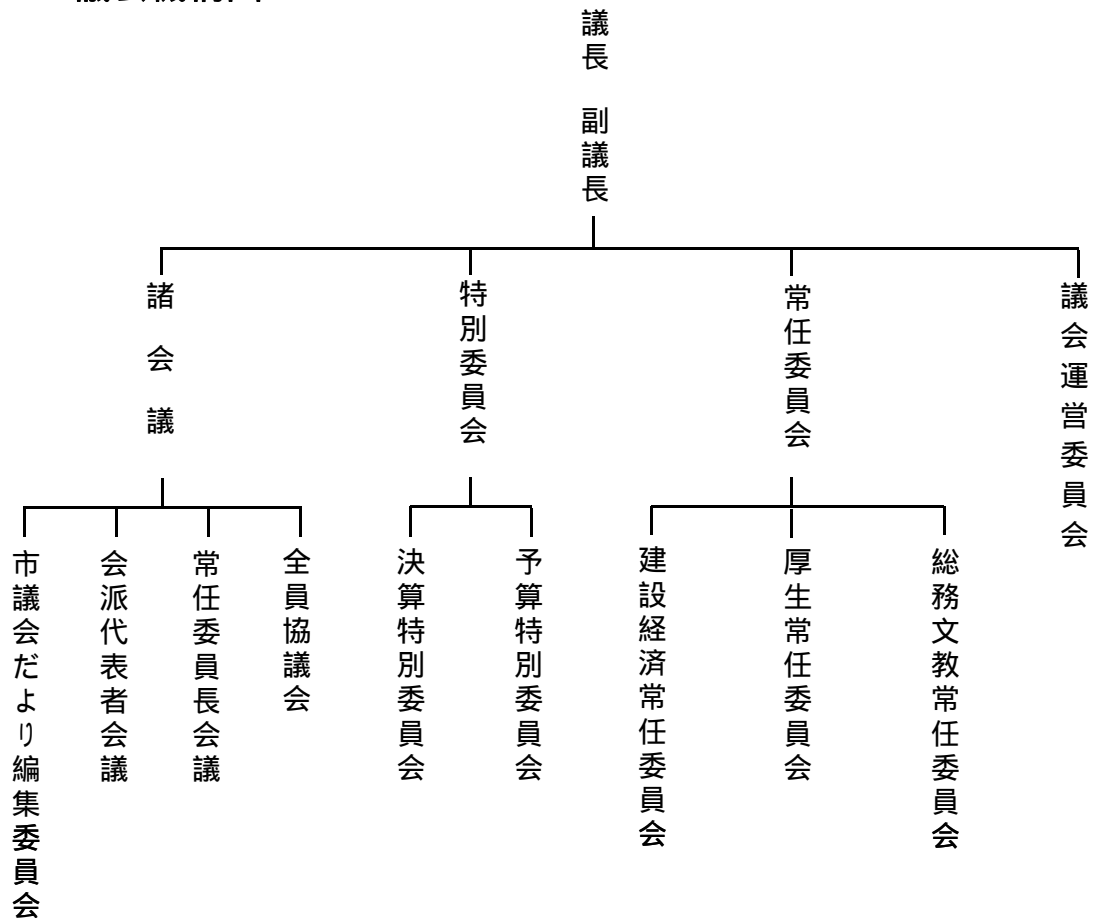 議長　副議長
議会運営委員会
常任委員会
特別委員会
諸会議
総務文教常任委員会
厚生常任委員会
建設経済常任委員会
予算特別委員会
決算特別委員会
全員協議会
常任委員長会議
会派代表者会議
市議会だより編集委員会